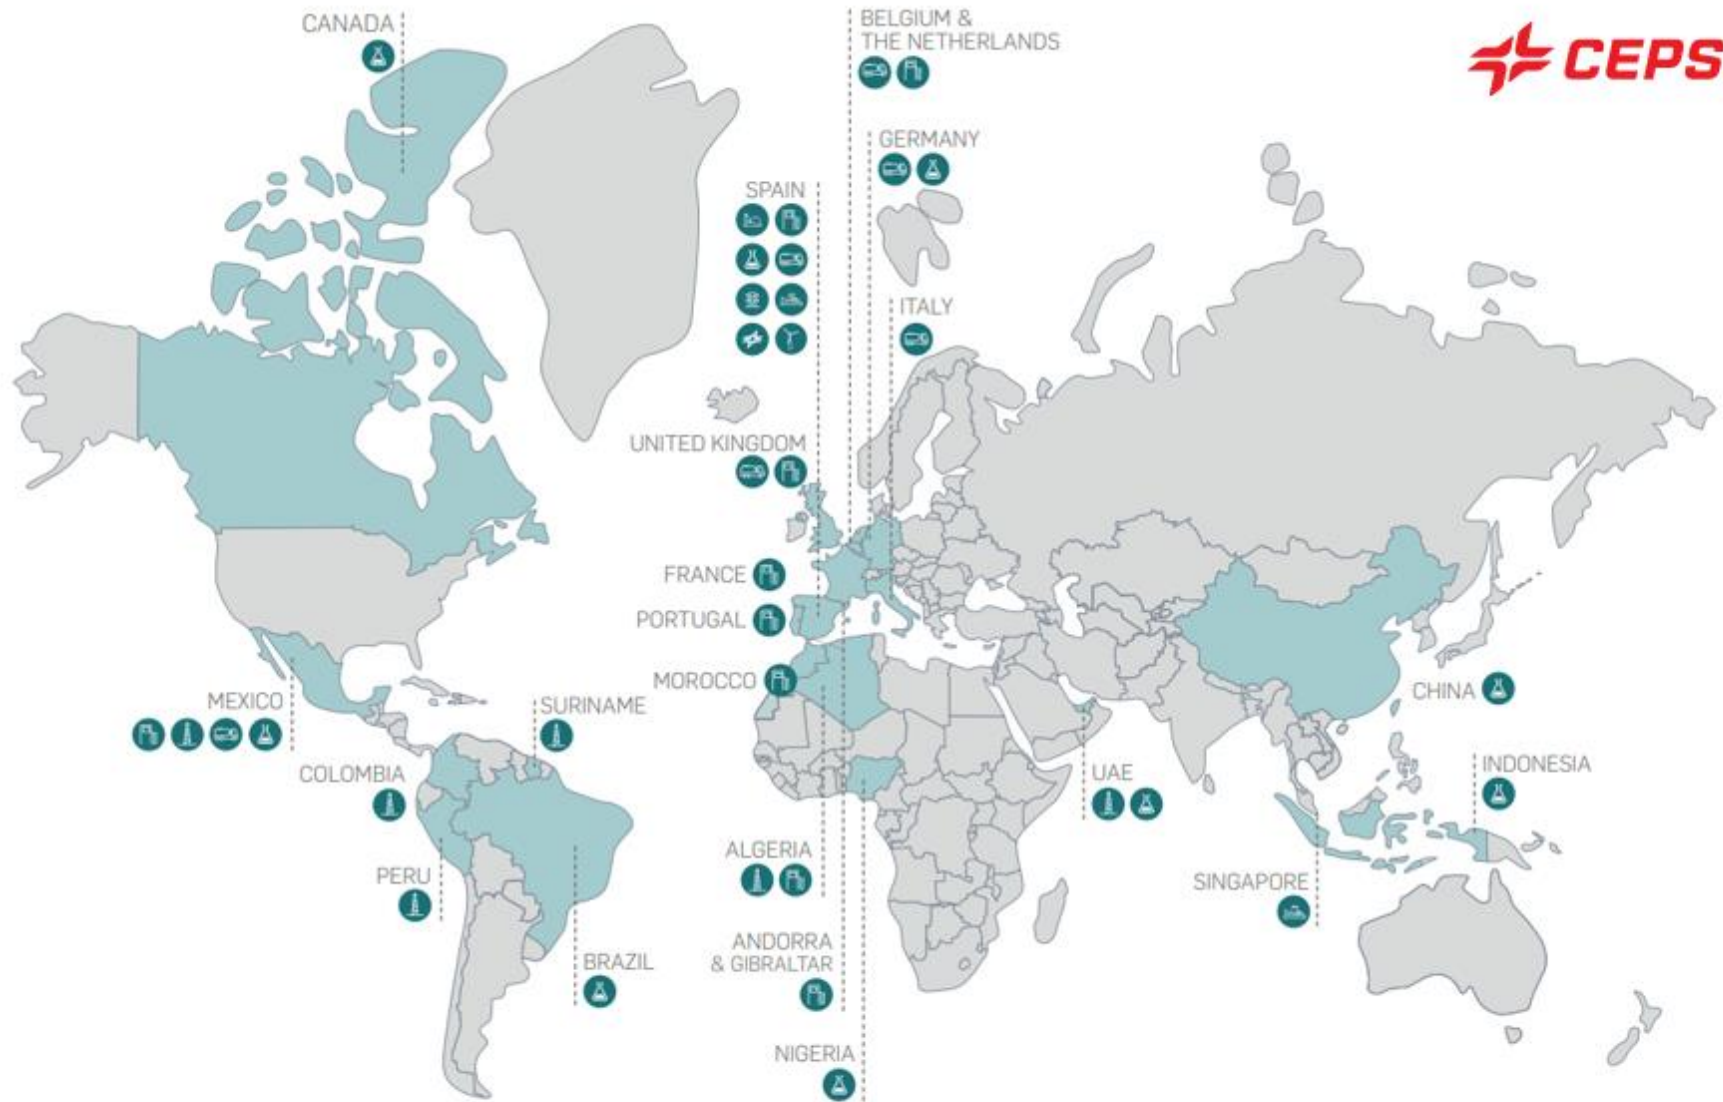 CANADA
BELGIUM &
THE NETHERLANDS
CEPS
GERMANY
SPAIN
ITALY
UNITED KINGDOM
FRANCE
PORTUGAL
MOROCCO
MEXICO
SURINAME
CHINA
COLOMBIA
UAE
INDONESIA
ALGERIA
PERU
SINGAPORE
ANDORRA
& GIBRALTAR
BRAZIL
NIGERIA